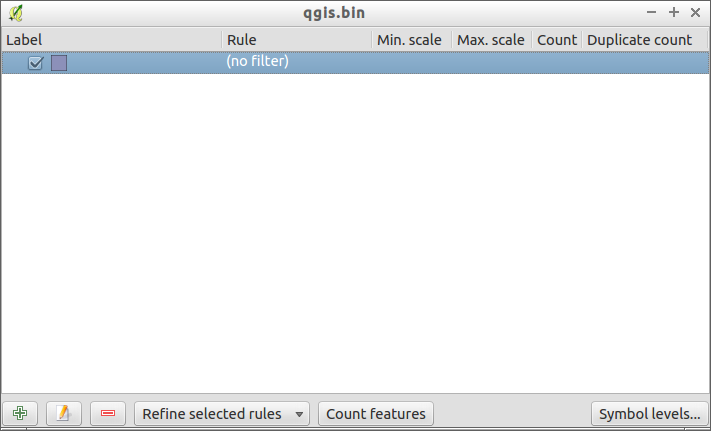 qgis.bin
Label Rule Min. scale Max. scale Count Duplicate count
(no filter)
Refine selected rules Count features Symbol levels...